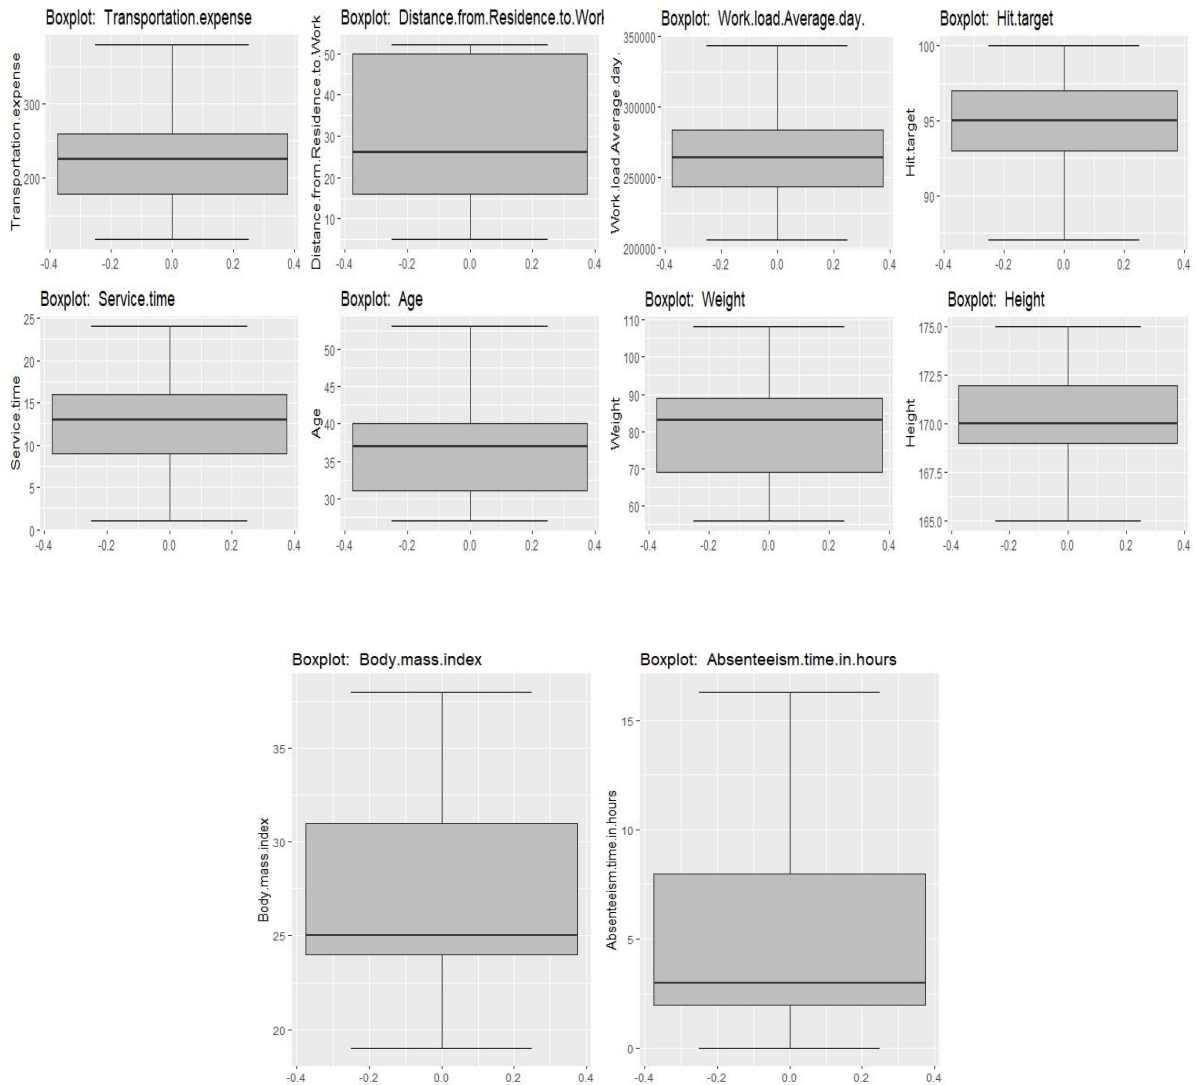 Boxplot: Transportation.expense
Transportation.expense
300
200
-0.4 -0.2 0.0 0.2 0.4
Boxplot: Distance.from.Residence.to.Work
Distance.from.Residence.to.Work
50
40
30
20
10
-0.4 -0.2 0.0 0.2 0.4
Boxplot: Work.load.Average.day.
Work.load.Average.day.
350000
300000
250000
200000
-0.4 -0.2 0.0 0.2 0.4
Boxplot: Hit.target
Hit.target
100
95
90
-0.4 -0.2 0.0 0.2 0.4
Boxplot: Service.time
Service.time
25
20
15
10
5
0
-0.4 -0.2 0.0 0.2 0.4
Boxplot: Age
Age
50
45
40
35
30
-0.4 -0.2 0.0 0.2 0.4
Boxplot: Weight
Weight
110
100
90
80
70
60
-0.4 -0.2 0.0 0.2 0.4
Boxplot: Height
Height
175.0
172.5
170.0
167.5
165.0
-0.4 -0.2 0.0 0.2 0.4
Boxplot: Body.mass.index
Body.mass.index
35
30
25
20
-0.4 -0.2 0.0 0.2 0.4
Boxplot: Absenteeism.time.in.hours
Absenteeism.time.in.hours
15
10
5
0
-0.4 -0.2 0.0 0.2 0.4